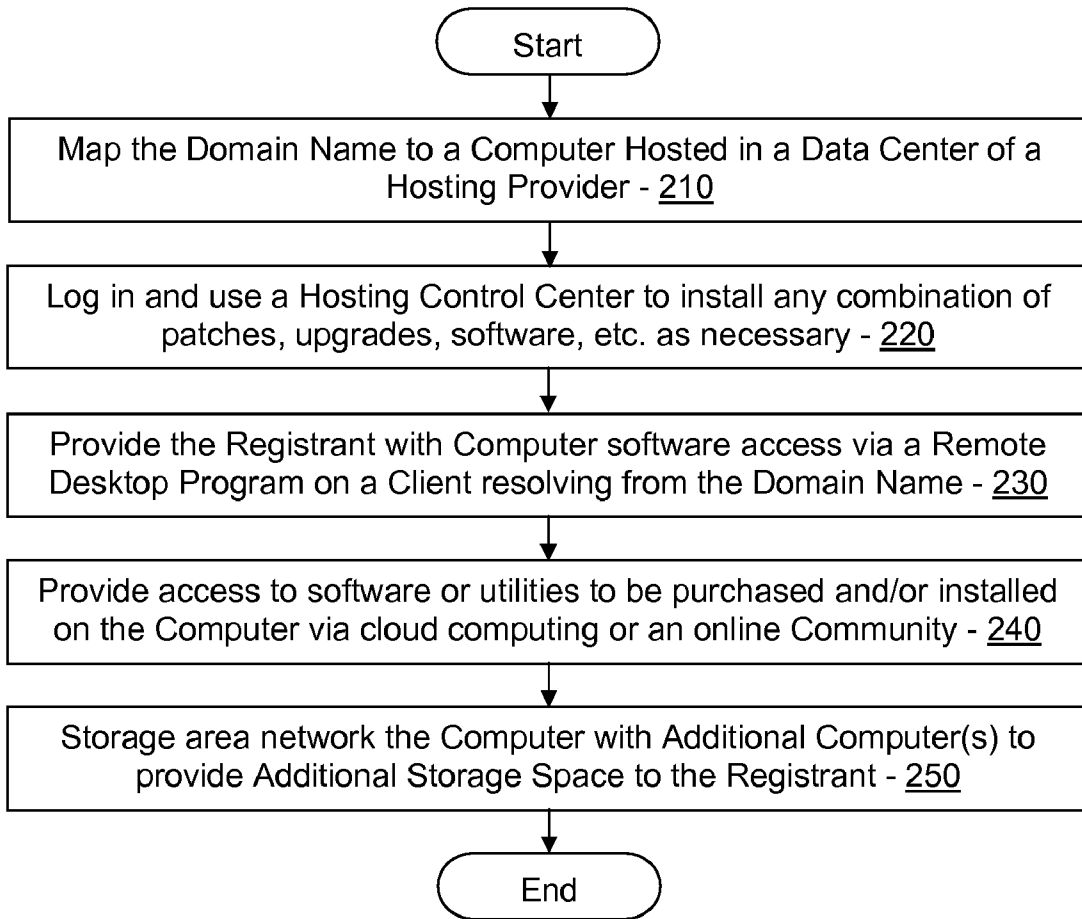 Start
Map the Domain Name to a Computer Hosted in a Data Center of a
Hosting Provider - 210
Log in and use a Hosting Control Center to install any combination of
patches, upgrades, software, etc. as necessary - 220
Provide the Registrant with Computer software access via a Remote
Desktop Program on a Client resolving from the Domain Name - 230
Provide access to software or utilities to be purchased and/or installed
on the Computer via cloud computing or an online Community - 240
Storage area network the Computer with Additional Computer(s) to
provide Additional Storage Space to the Registrant - 250
End